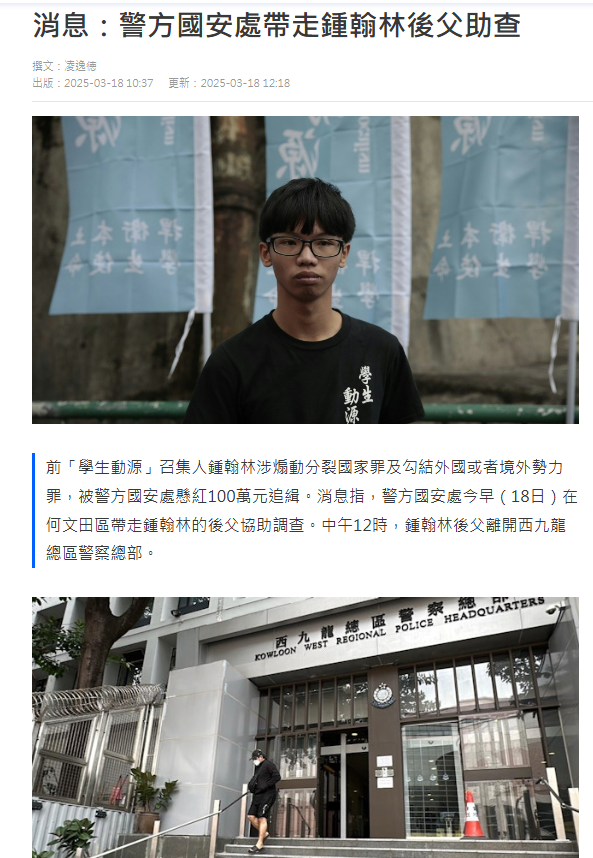 消息：警方國安處帶走鍾翰林後父助查
撰文：凌逸德
出版：2025-03-18 10:37 更新：2025-03-18 12:18
源
源
捍衞本土
學生使命
學生
動源
前「學生動源」召集人鍾翰林涉煽動分裂國家罪及勾結外國或者境外勢力
罪，被警方國安處懸紅100萬元追緝。消息指，警方國安處今早（18日）在
何文田區帶走鍾翰林的後父協助調查。中午12時，鍾翰林後父離開西九龍
總區警察總部。
西九龍總區警察總部
KOWLOON WEST REGIONAL POLICE HEADQUARTERS